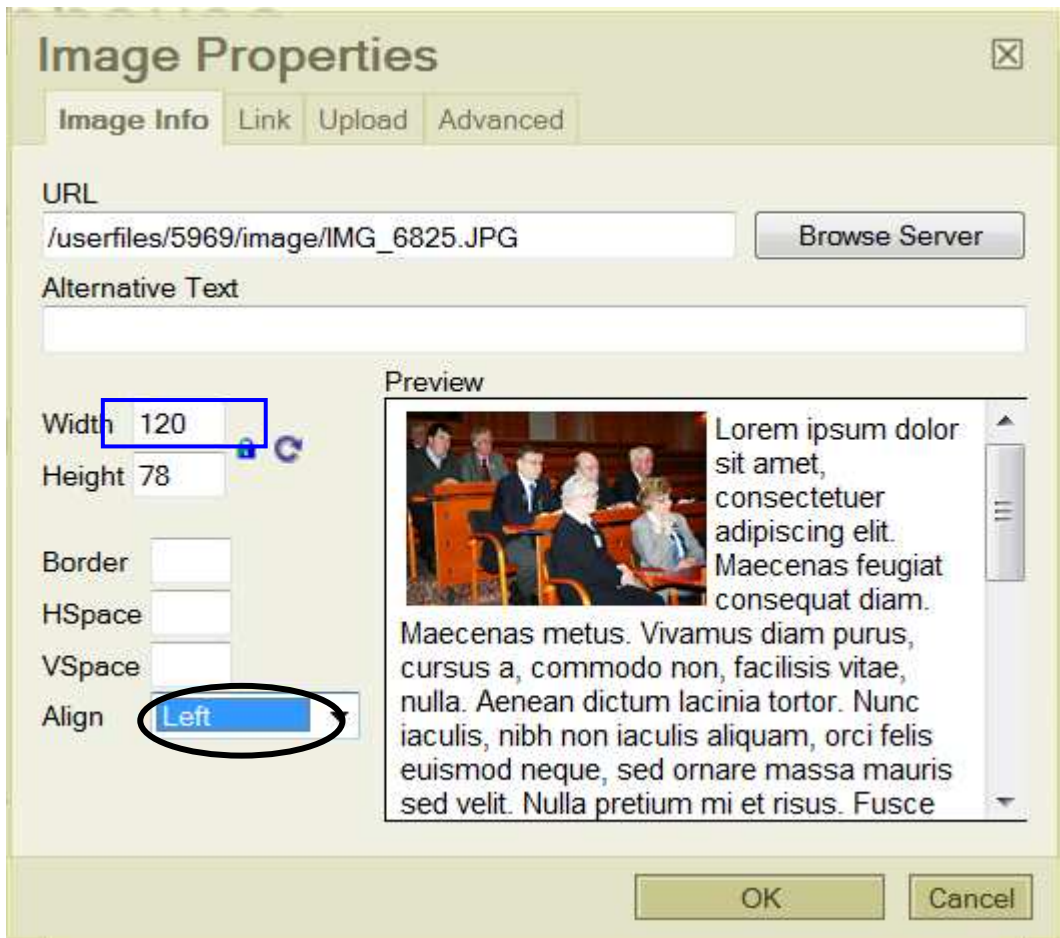 Image Properties
Image Info Link Upload Advanced
URL
/userfiles/5969/image/IMG_6825.JPG
Browse Server
Alternative Text
Preview
Width 120
Height 78
Border
HSpace
VSpace
Align Left
Lorem ipsum dolor
sit amet,
consectetuer
adipiscing elit.
Maecenas feugiat
consequat diam.
Maecenas metus. Vivamus diam purus,
cursus a, commodo non, facilisis vitae,
nulla. Aenean dictum lacinia tortor. Nunc
iaculis, nibh non iaculis aliquam, orci felis
euismod neque, sed ornare massa mauris
sed velit. Nulla pretium mi et risus. Fusce
OK Cancel